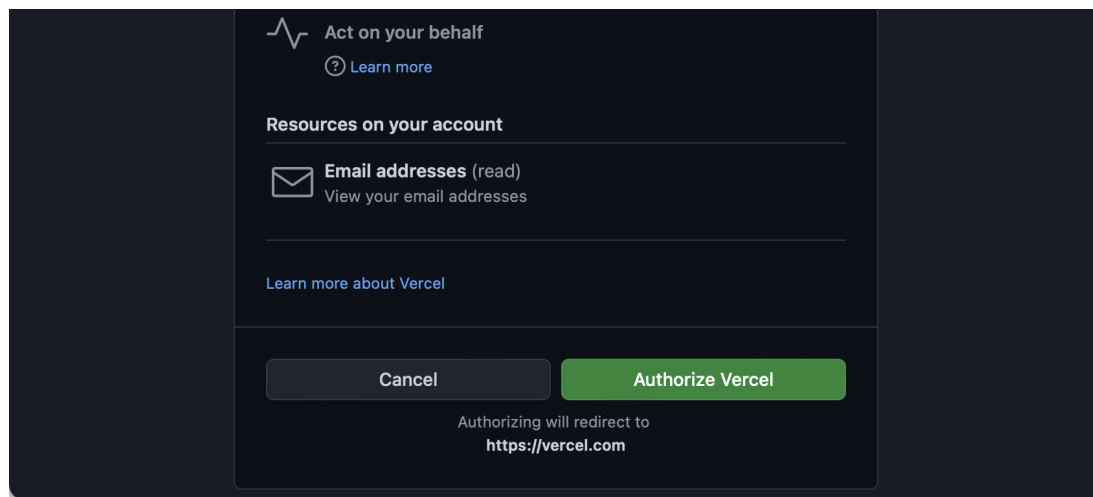 Act on your behalf
Learn more
Resources on your account
Email addresses (read)
View your email addresses
Learn more about Vercel
Cancel
Authorize Vercel
Authorizing will redirect to
https://vercel.com